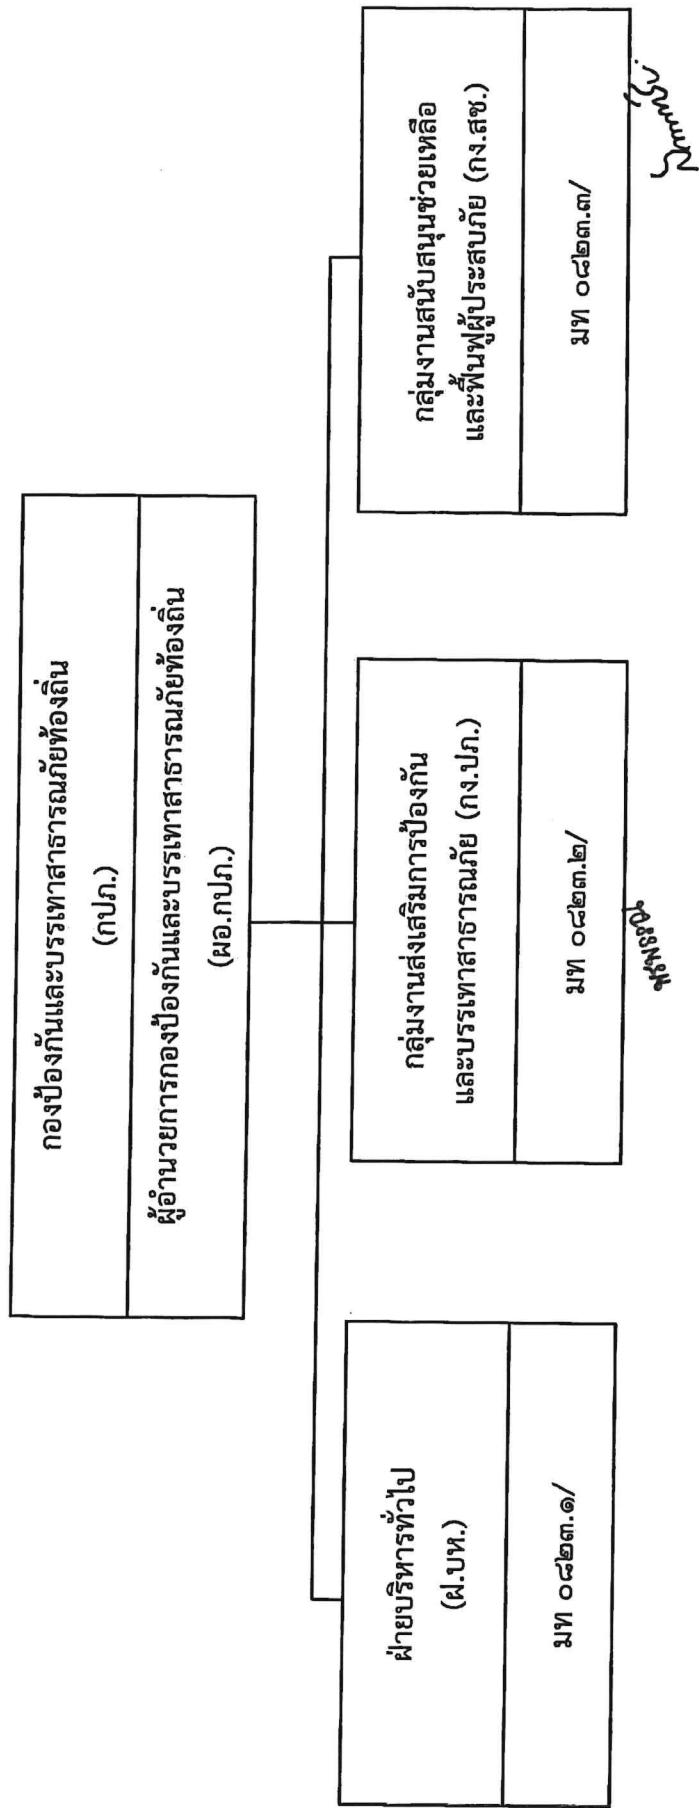 กองป้องกันและบรรเทาสาธารณภัยท้องถิ่น
(กปภ.)
ผู้อำนวยการกองป้องกันและบรรเทาสาธารณภัยท้องถิ่น
(ผอ.กปภ.)
ฝ่ายบริหารทั่วไป
(ฝ.บห.)
มท ๐๘๒๓.๑/
กลุ่มงานส่งเสริมการป้องกัน
และบรรเทาสาธารณภัย (กง.ปภ.)
มท ๐๘๒๓.๒/
กลุ่มงานสนับสนุนช่วยเหลือ
และฟื้นฟูผู้ประสบภัย (กง.สช.)
มท ๐๘๒๓.๓/